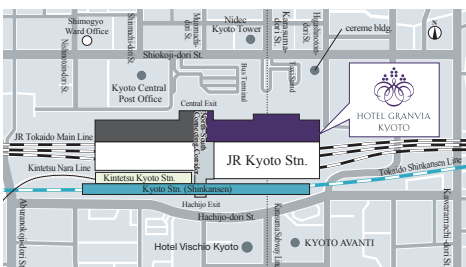 Shimogyo
Ward Office
Nishinotoin-dori St.
Shinmachi-dori St.
Muromachi-
dori St.
Nidec
Kyoto Tower
Karasuma-
dori St.
Higashinotoin-
dori St.
cereme bldg.
N
Shiokoji-dori St.
Kyoto Central
Post Office
Bus Terminal
Taxi Stand
Central Exit
HOTEL GRANVIA
KYOTO
North-South
Connecting Corridor
JR Tokaido Main Line
JR Kyoto Stn.
Kintetsu Nara Line
Kintetsu Kyoto Stn.
Tokaido Shinkansen Line
Kyoto Stn. (Shinkansen)
Hachijo Exit
Hachijo-dori St.
Aburanokoji-dori St.
Kawaramachi-dori St.
Hotel Vischio Kyoto
Karasuma Subway Line
KYOTO AVANTI